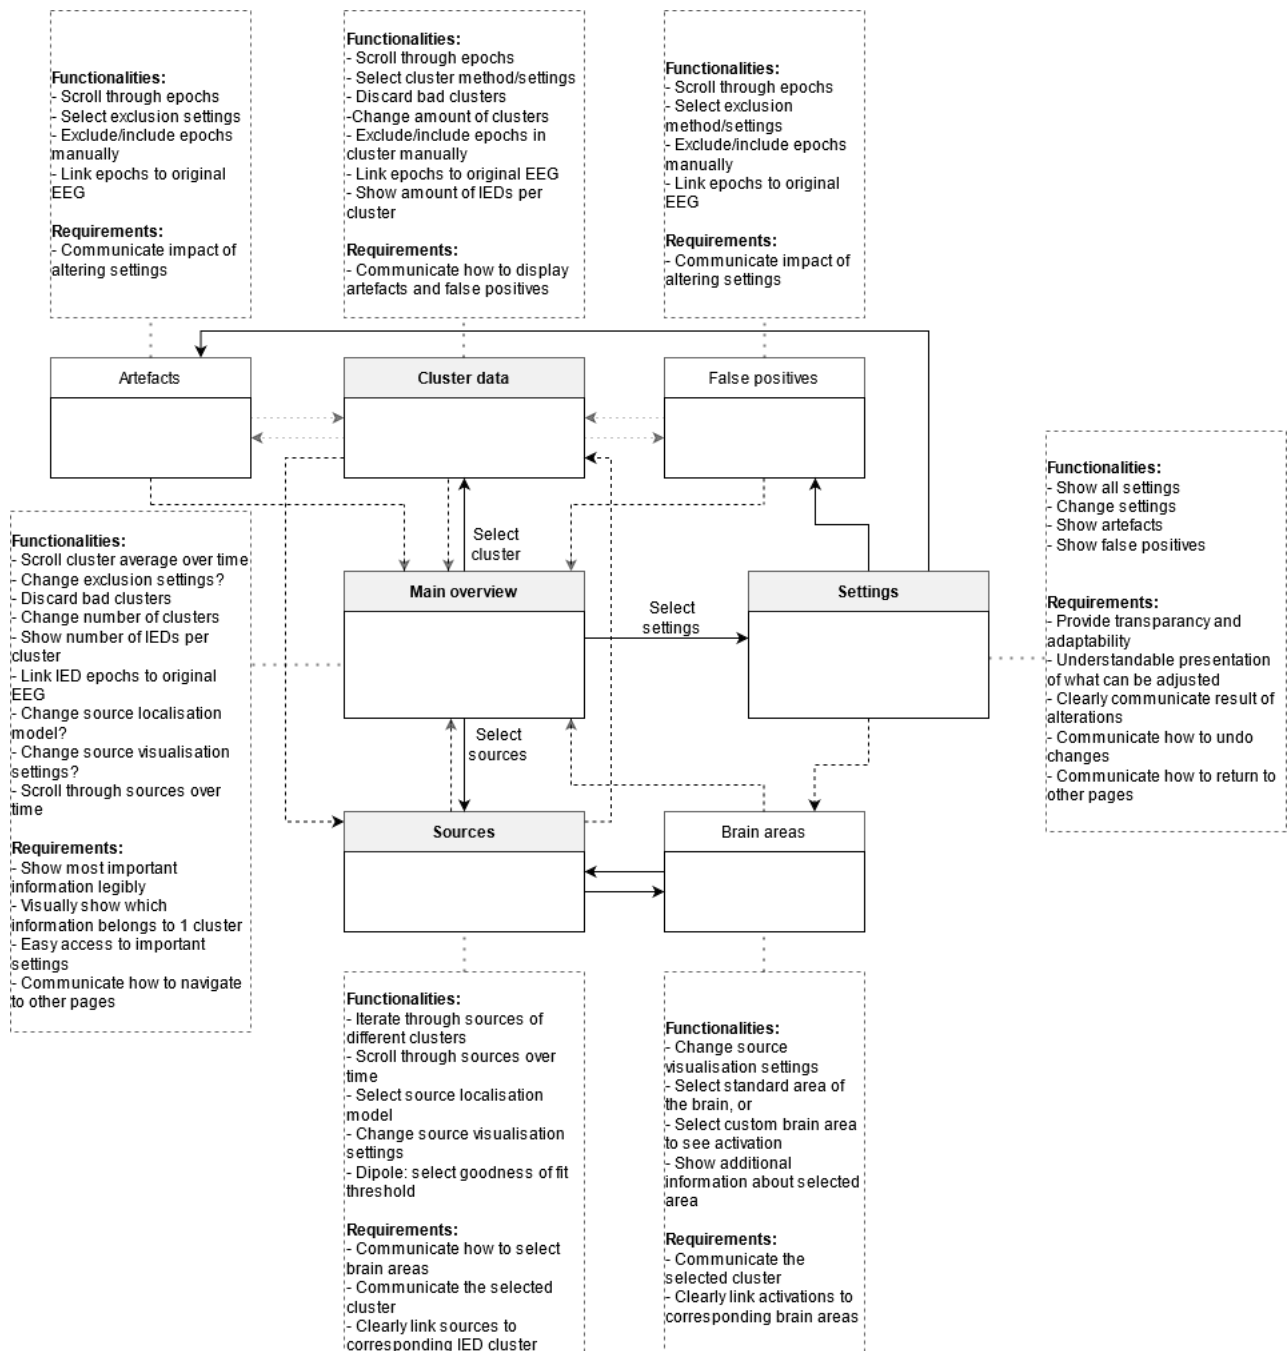 Functionalities:
- Scroll through epochs
- Select exclusion settings
- Exclude/include epochs
manually
- Link epochs to original
EEG
Requirements:
- Communicate impact of
altering settings
Functionalities:
- Scroll through epochs
- Select cluster method/settings
- Discard bad clusters
-Change amount of clusters
- Exclude/include epochs in
cluster manually
- Link epochs to original EEG
- Show amount of IEDs per
cluster
Requirements:
- Communicate how to display
artefacts and false positives
Functionalities:
- Scroll through epochs
- Select exclusion
method/settings
- Exclude/include epochs
manually
- Link epochs to original
EEG
Requirements:
- Communicate impact of
altering settings
Artefacts
Cluster data
False positives
Functionalities:
- Show all settings
- Change settings
- Show artefacts
- Show false positives
Requirements:
- Provide transparancy and
adaptability
- Understandable presentation
of what can be adjusted
- Clearly communicate result of
alterations
- Communicate how to undo
changes
- Communicate how to return to
other pages
Functionalities:
- Scroll cluster average over time
- Change exclusion settings?
- Discard bad clusters
- Change number of clusters
- Show number of IEDs per
cluster
- Link IED epochs to original
EEG
- Change source localisation
model?
- Change source visualisation
settings?
- Scroll through sources over
time
Requirements:
- Show most important
information legibly
- Visually show which
information belongs to 1 cluster
- Easy access to important
settings
- Communicate how to navigate
to other pages
Select
cluster
Main overview
Select
settings
Settings
Select
sources
Sources
Brain areas
Functionalities:
- Iterate through sources of
different clusters
- Scroll through sources over
time
- Select source localisation
model
- Change source visualisation
settings
- Dipole: select goodness of fit
threshold
Requirements:
- Communicate how to select
brain areas
- Communicate the selected
cluster
- Clearly link sources to
corresponding IED cluster
Functionalities:
- Change source
visualisation settings
- Select standard area of
the brain, or
- Select custom brain area
to see activation
- Show additional
information about selected
area
Requirements:
- Communicate the
selected cluster
- Clearly link activations to
corresponding brain areas